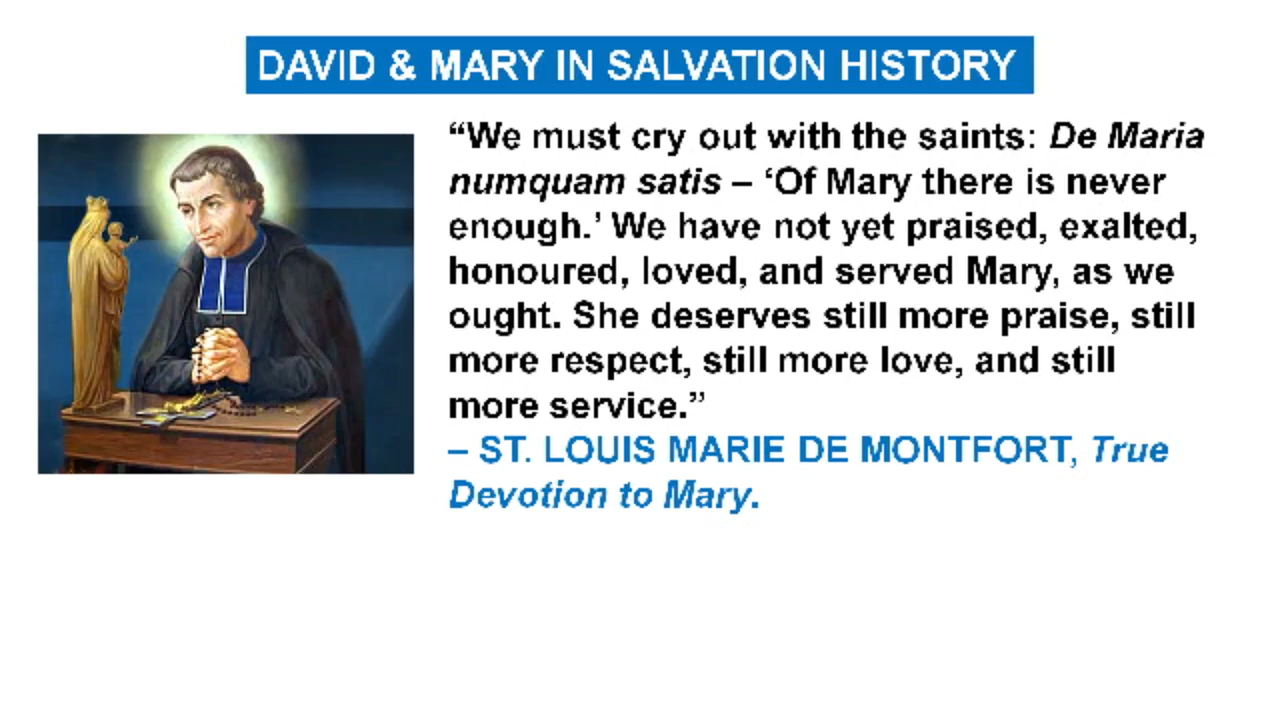 DAVID & MARY IN SALVATION HISTORY
“We must cry out with the saints: De Maria
numquam satis – ‘Of Mary there is never
enough.’ We have not yet praised, exalted,
honoured, loved, and served Mary, as we
ought. She deserves still more praise, still
more respect, still more love, and still
more service.”
– ST. LOUIS MARIE DE MONTFORT, True
Devotion to Mary.